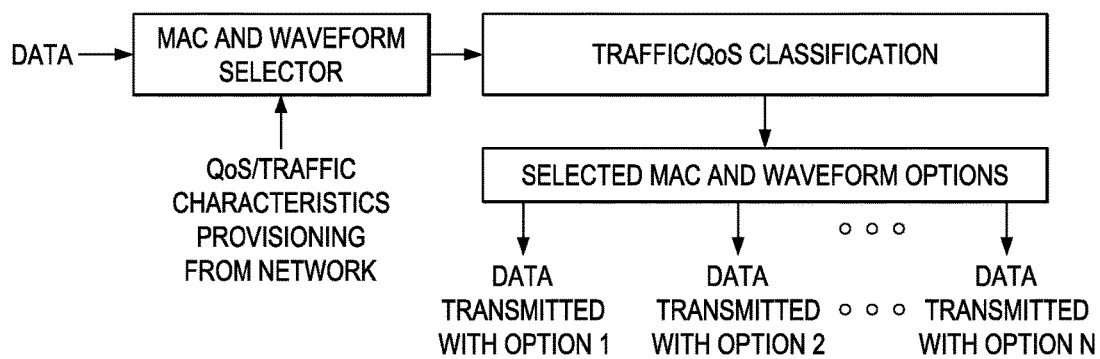 DATA
MAC AND WAVEFORM
SELECTOR
TRAFFIC/QoS CLASSIFICATION
QoS/TRAFFIC
CHARACTERISTICS
PROVISIONING
FROM NETWORK
SELECTED MAC AND WAVEFORM OPTIONS
DATA
TRANSMITTED
WITH OPTION 1
DATA
TRANSMITTED
WITH OPTION 2
DATA
TRANSMITTED
WITH OPTION N